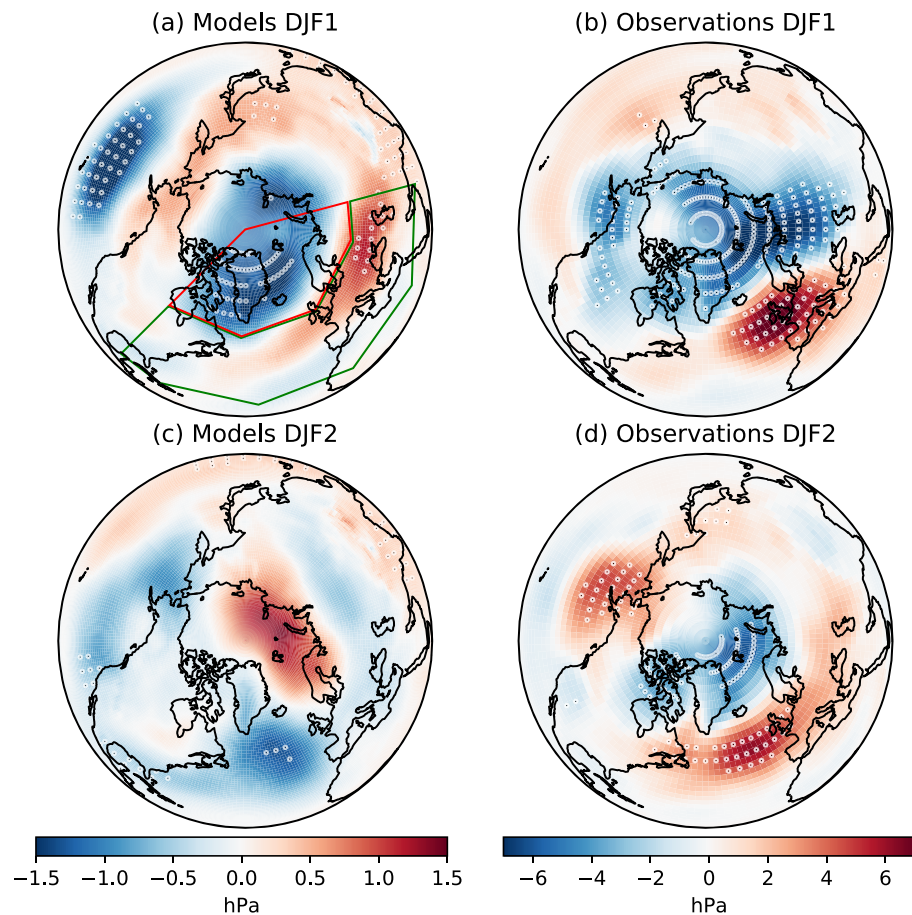 (a) Models DJF1
(b) Observations DJF1
(c) Models DJF2
(d) Observations DJF2
−1.5 −1.0 −0.5 0.0 0.5 1.0 1.5
hPa
−6 −4 −2 0 2 4 6
hPa